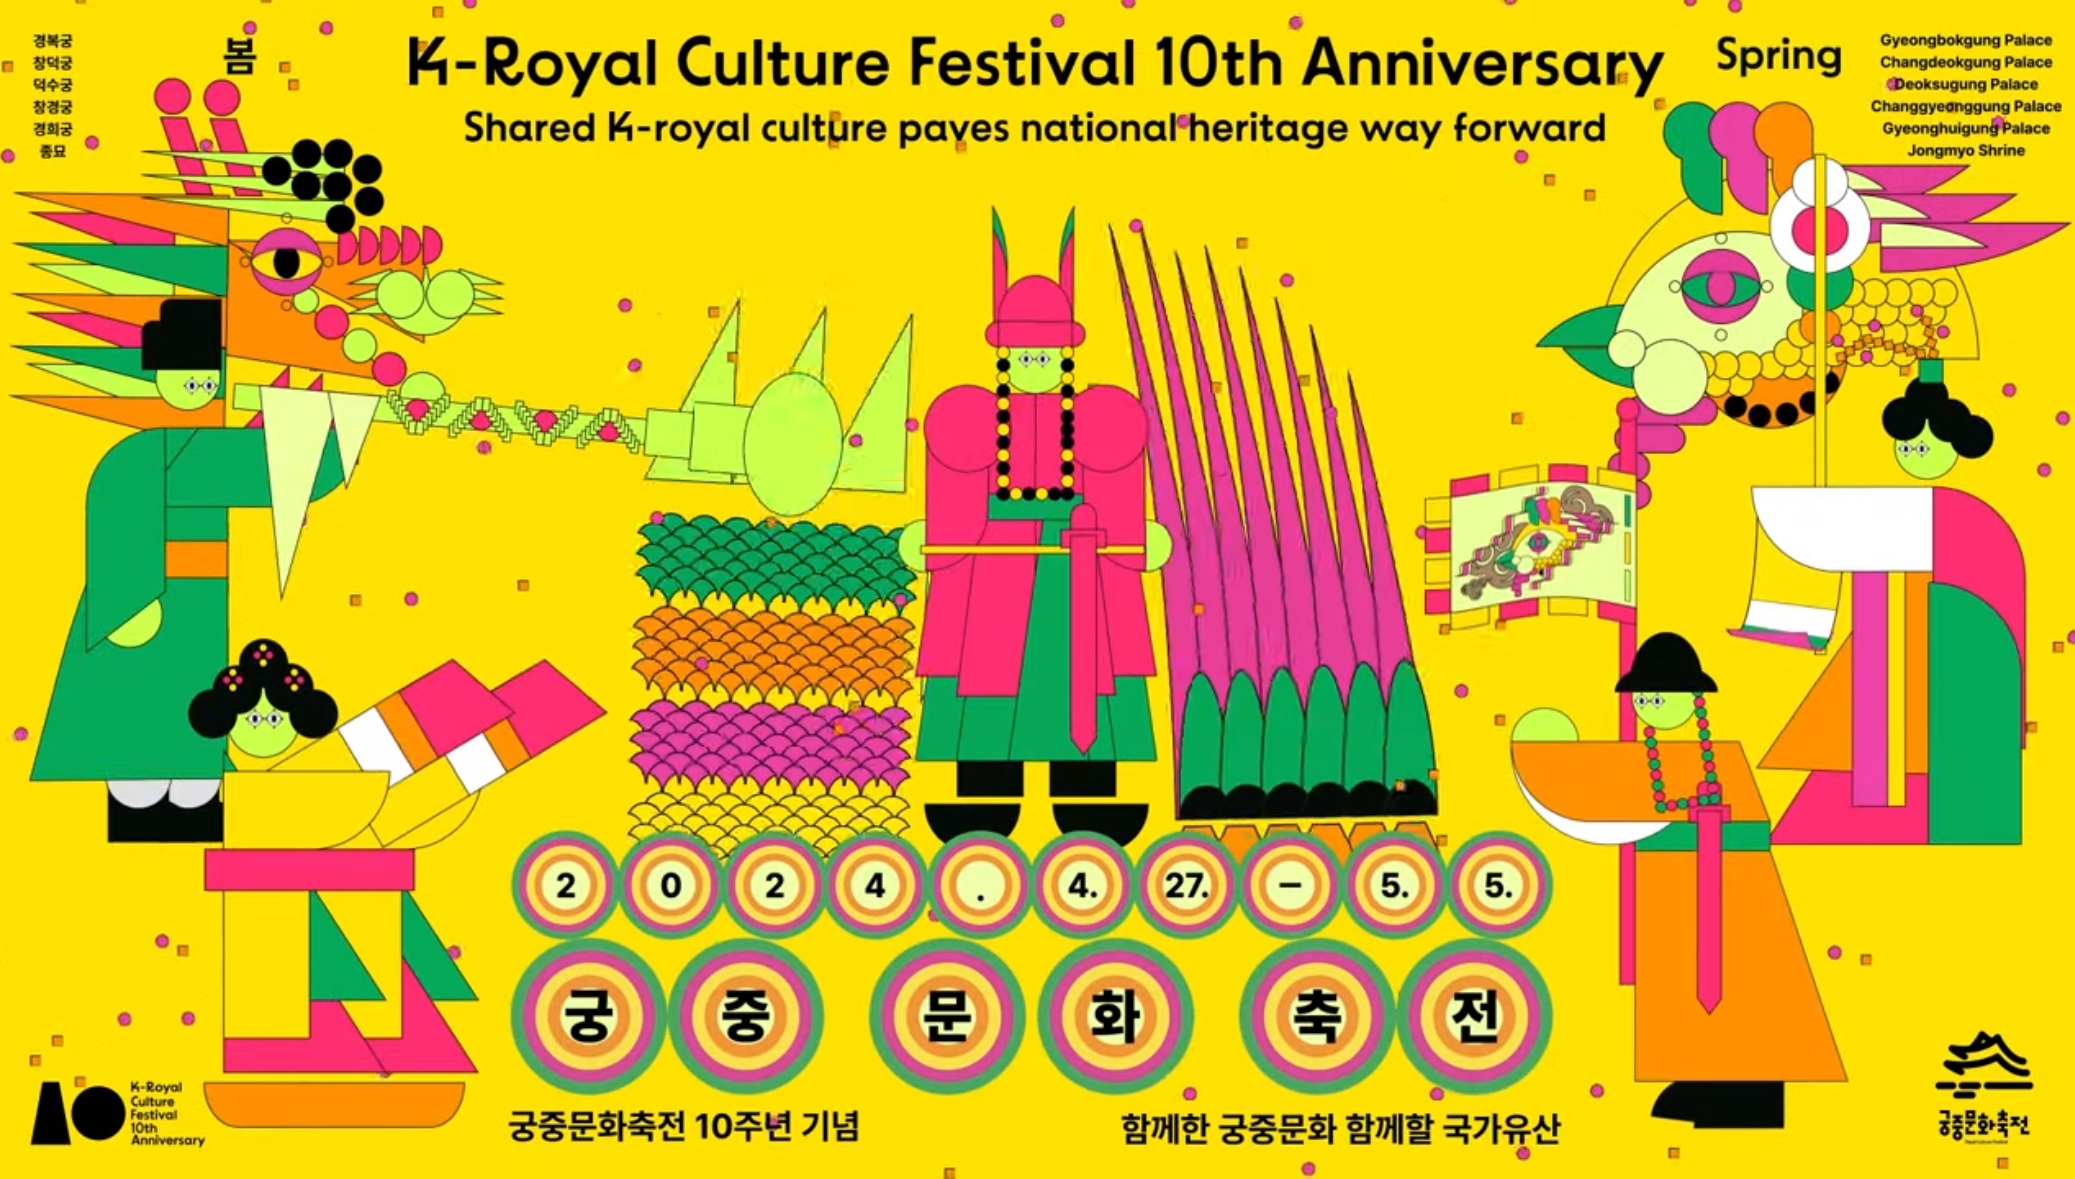 경복궁
창덕궁
덕수궁
창경궁
경희궁
종묘
봄
K-Royal Culture Festival 10th Anniversary
Shared K-royal culture paves national heritage way forward
Spring
Gyeongbokgung Palace
Changdeokgung Palace
Deoksugung Palace
Changgyeonggung Palace
Gyeonghuigung Palace
Jongmyo Shrine
2024.4.27.–5.5.
궁중문화축전
궁중문화축전 10주년 기념
함께한 궁중문화 함께할 국가유산
10
K-Royal
Culture
Festival
10th
Anniversary
궁중문화축전